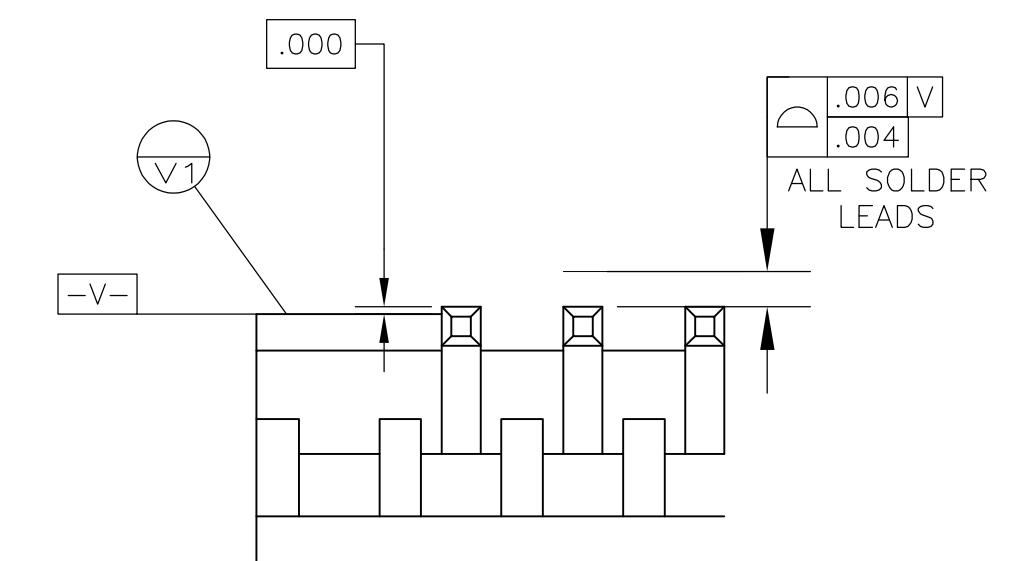 .000
.006 V
.004
ALL SOLDER
LEADS
V1
-V-